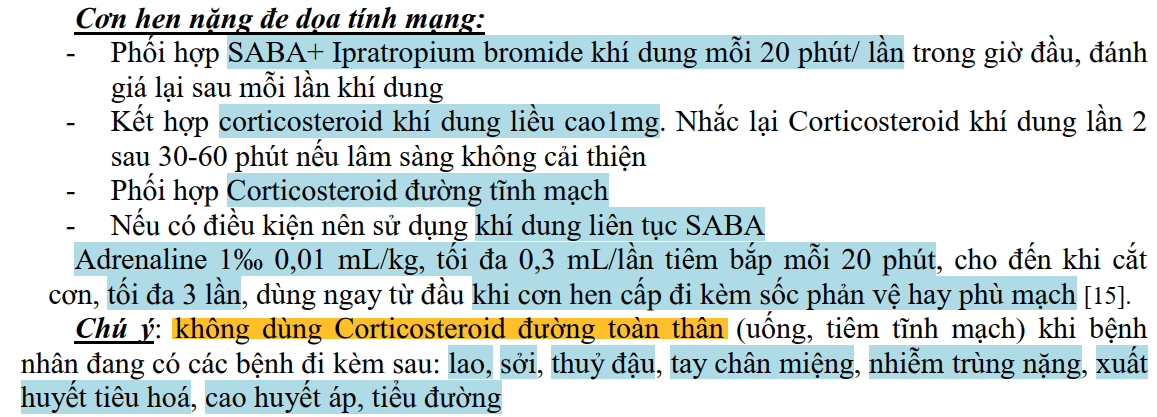 Cơn hen nặng đe dọa tính mạng:
- Phối hợp SABA+ Ipratropium bromide khí dung mỗi 20 phút/ lần trong giờ đầu, đánh
giá lại sau mỗi lần khí dung
- Kết hợp corticosteroid khí dung liều cao1mg. Nhắc lại Corticosteroid khí dung lần 2
sau 30-60 phút nếu lâm sàng không cải thiện
- Phối hợp Corticosteroid đường tĩnh mạch
- Nếu có điều kiện nên sử dụng khí dung liên tục SABA
Adrenaline 1‰ 0,01 mL/kg, tối đa 0,3 mL/lần tiêm bắp mỗi 20 phút, cho đến khi cắt
cơn, tối đa 3 lần, dùng ngay từ đầu khi cơn hen cấp đi kèm sốc phản vệ hay phù mạch [15].
Chú ý: không dùng Corticosteroid đường toàn thân (uống, tiêm tĩnh mạch) khi bệnh
nhân đang có các bệnh đi kèm sau: lao, sởi, thuỷ đậu, tay chân miệng, nhiễm trùng nặng, xuất
huyết tiêu hoá, cao huyết áp, tiểu đường